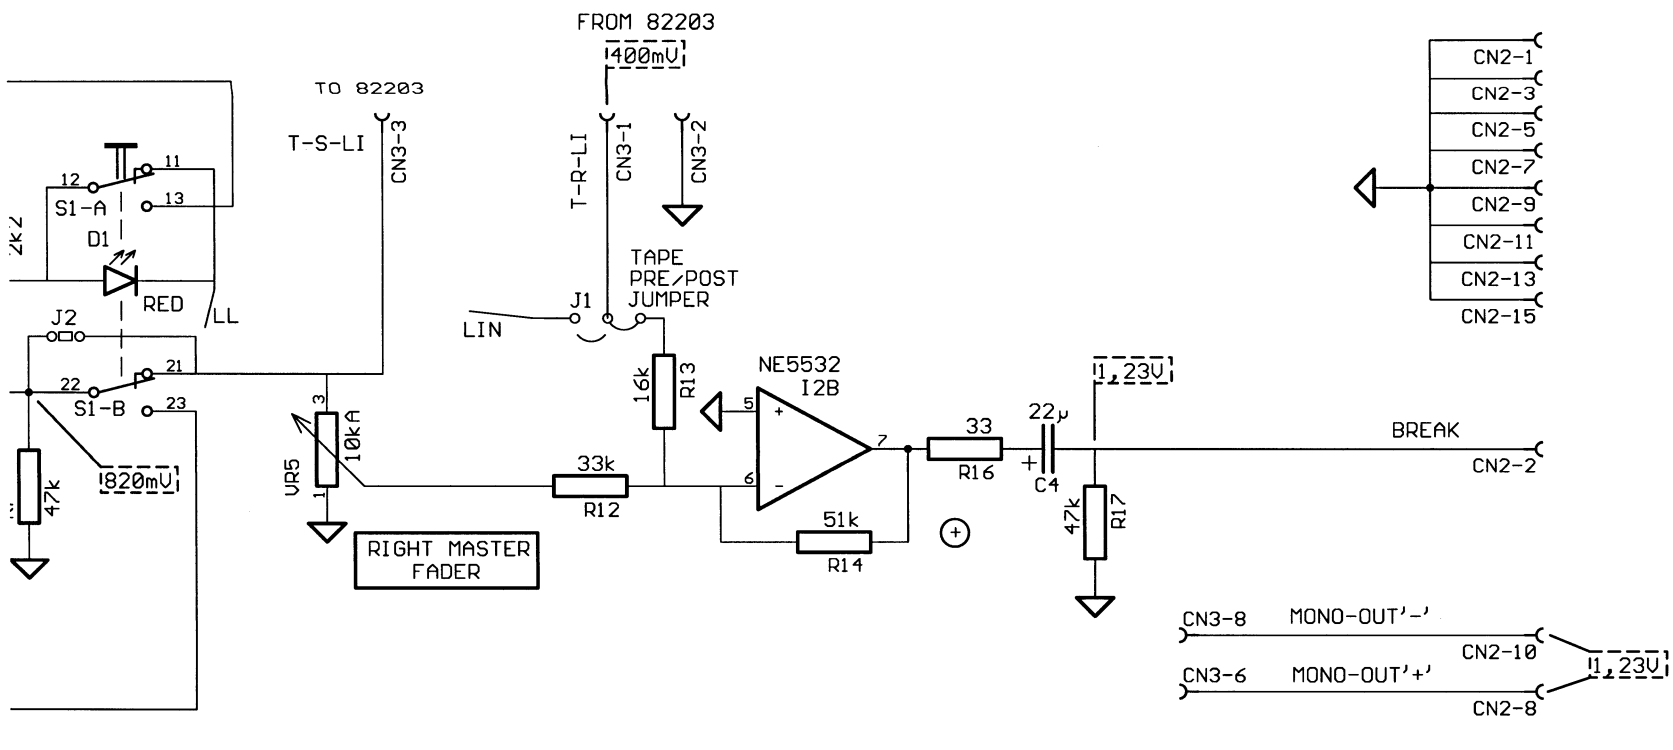 FROM 82203
400mV
TO 82203
T-S-LI
CN3-3
T-R-LI
CN3-1
CN3-2
CN2-1
CN2-3
CN2-5
CN2-7
CN2-9
CN2-11
CN2-13
CN2-15
11
12
13
S1-A
2k2
D1
RED
LL
J2
21
22
23
S1-B
47k
820mV
3
10kA
VR5
1
RIGHT MASTER
FADER
TAPE
PRE/POST
JUMPER
J1
LIN
16k
R13
33k
R12
NE5532
I2B
5
+
6
-
7
51k
R14
33
R16
22µ
+
C4
+
1,23V
47k
R17
BREAK
CN2-2
CN3-8 MONO-OUT'-'
CN2-10
CN3-6 MONO-OUT'+'
CN2-8
1,23V